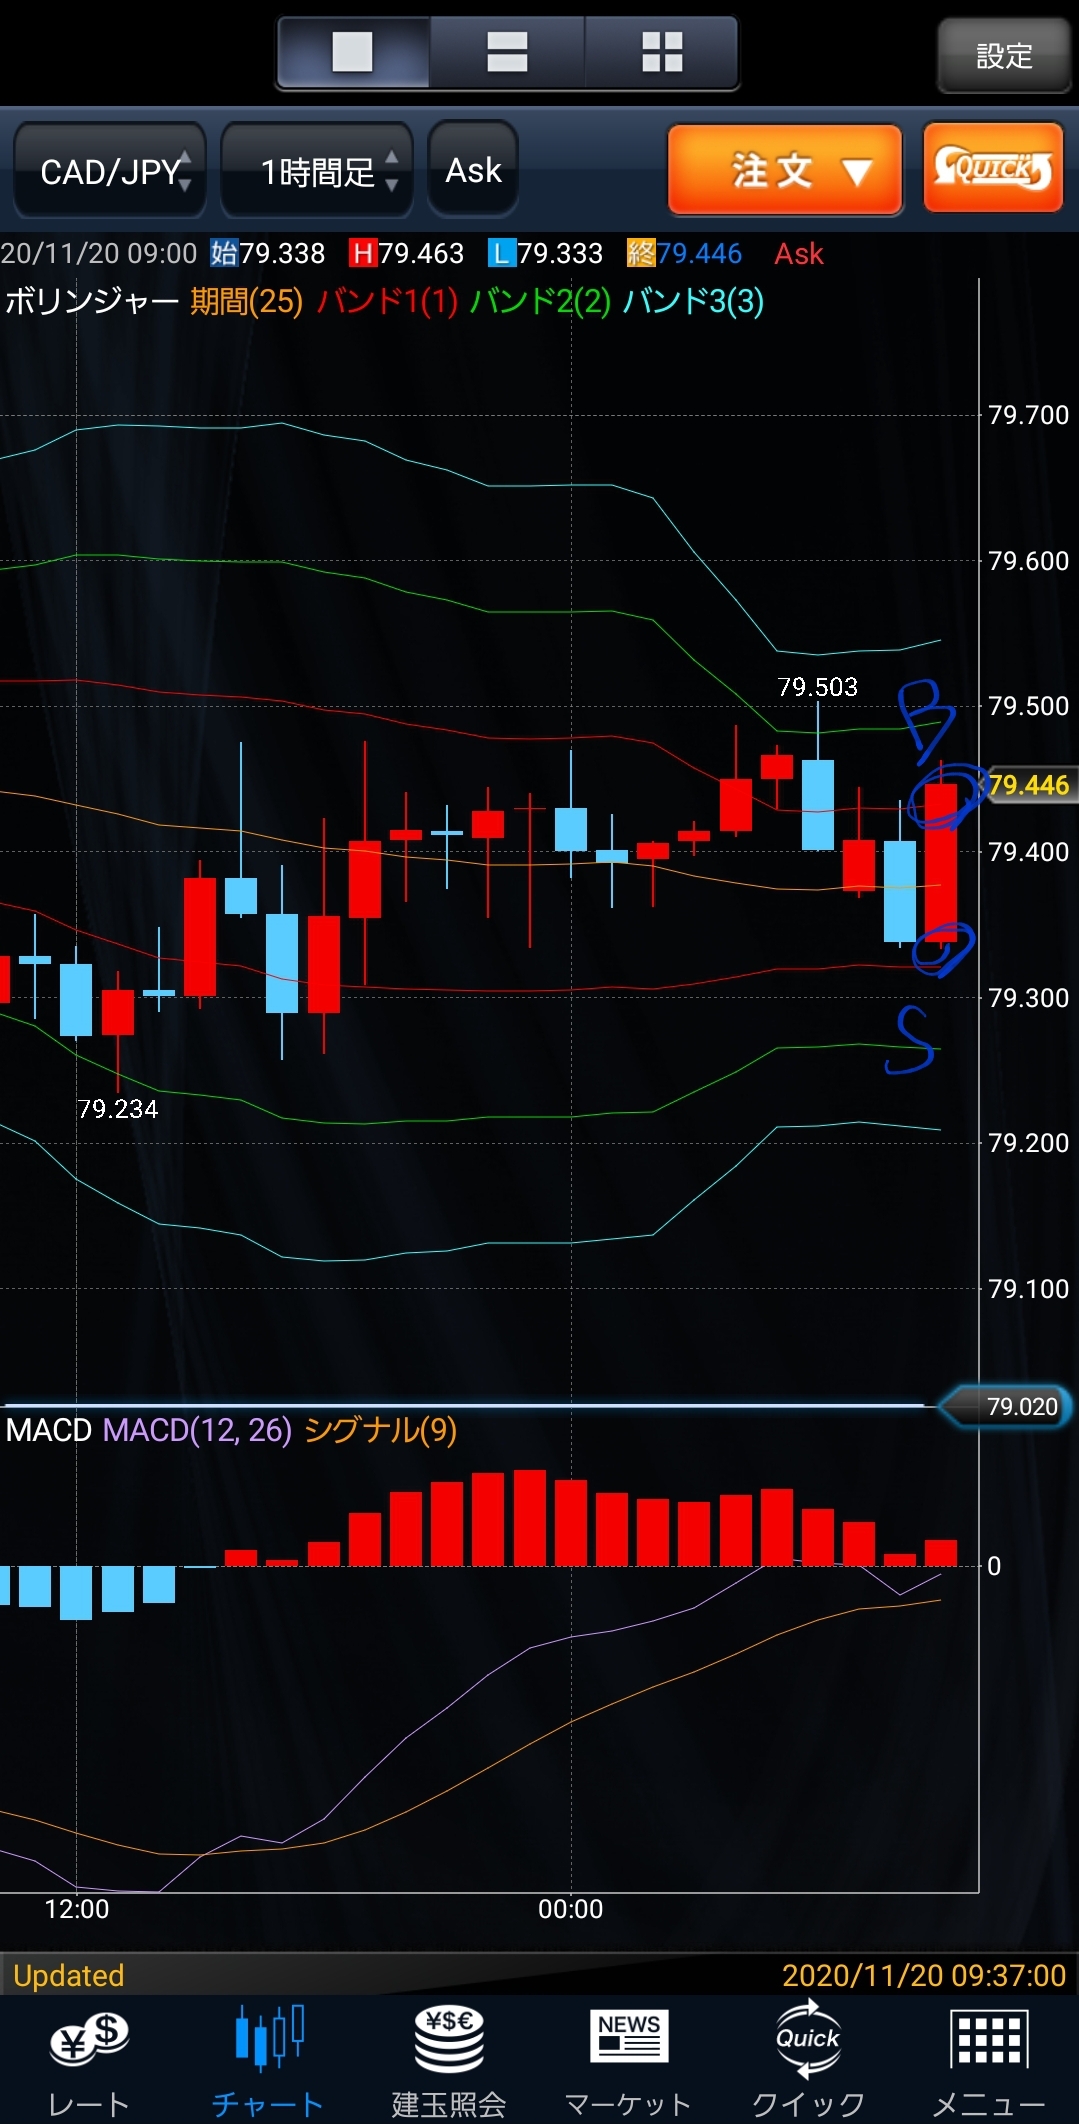 設定
CAD/JPY 1時間足 Ask 注文 ▼ QUICK
20/11/20 09:00 始79.338 H79.463 L79.333 終79.446 Ask
ボリンジャー 期間(25) バンド1(1) バンド2(2) バンド3(3)
79.700
79.600
79.503
B
79.500
79.446
79.400
79.300
S
79.234
79.200
79.100
79.020
MACD MACD(12, 26) シグナル(9)
0
12:00 00:00
Updated 2020/11/20 09:37:00
¥$ ¥$€ NEWS Quick
レート チャート 建玉照会 マーケット クイック メニュー